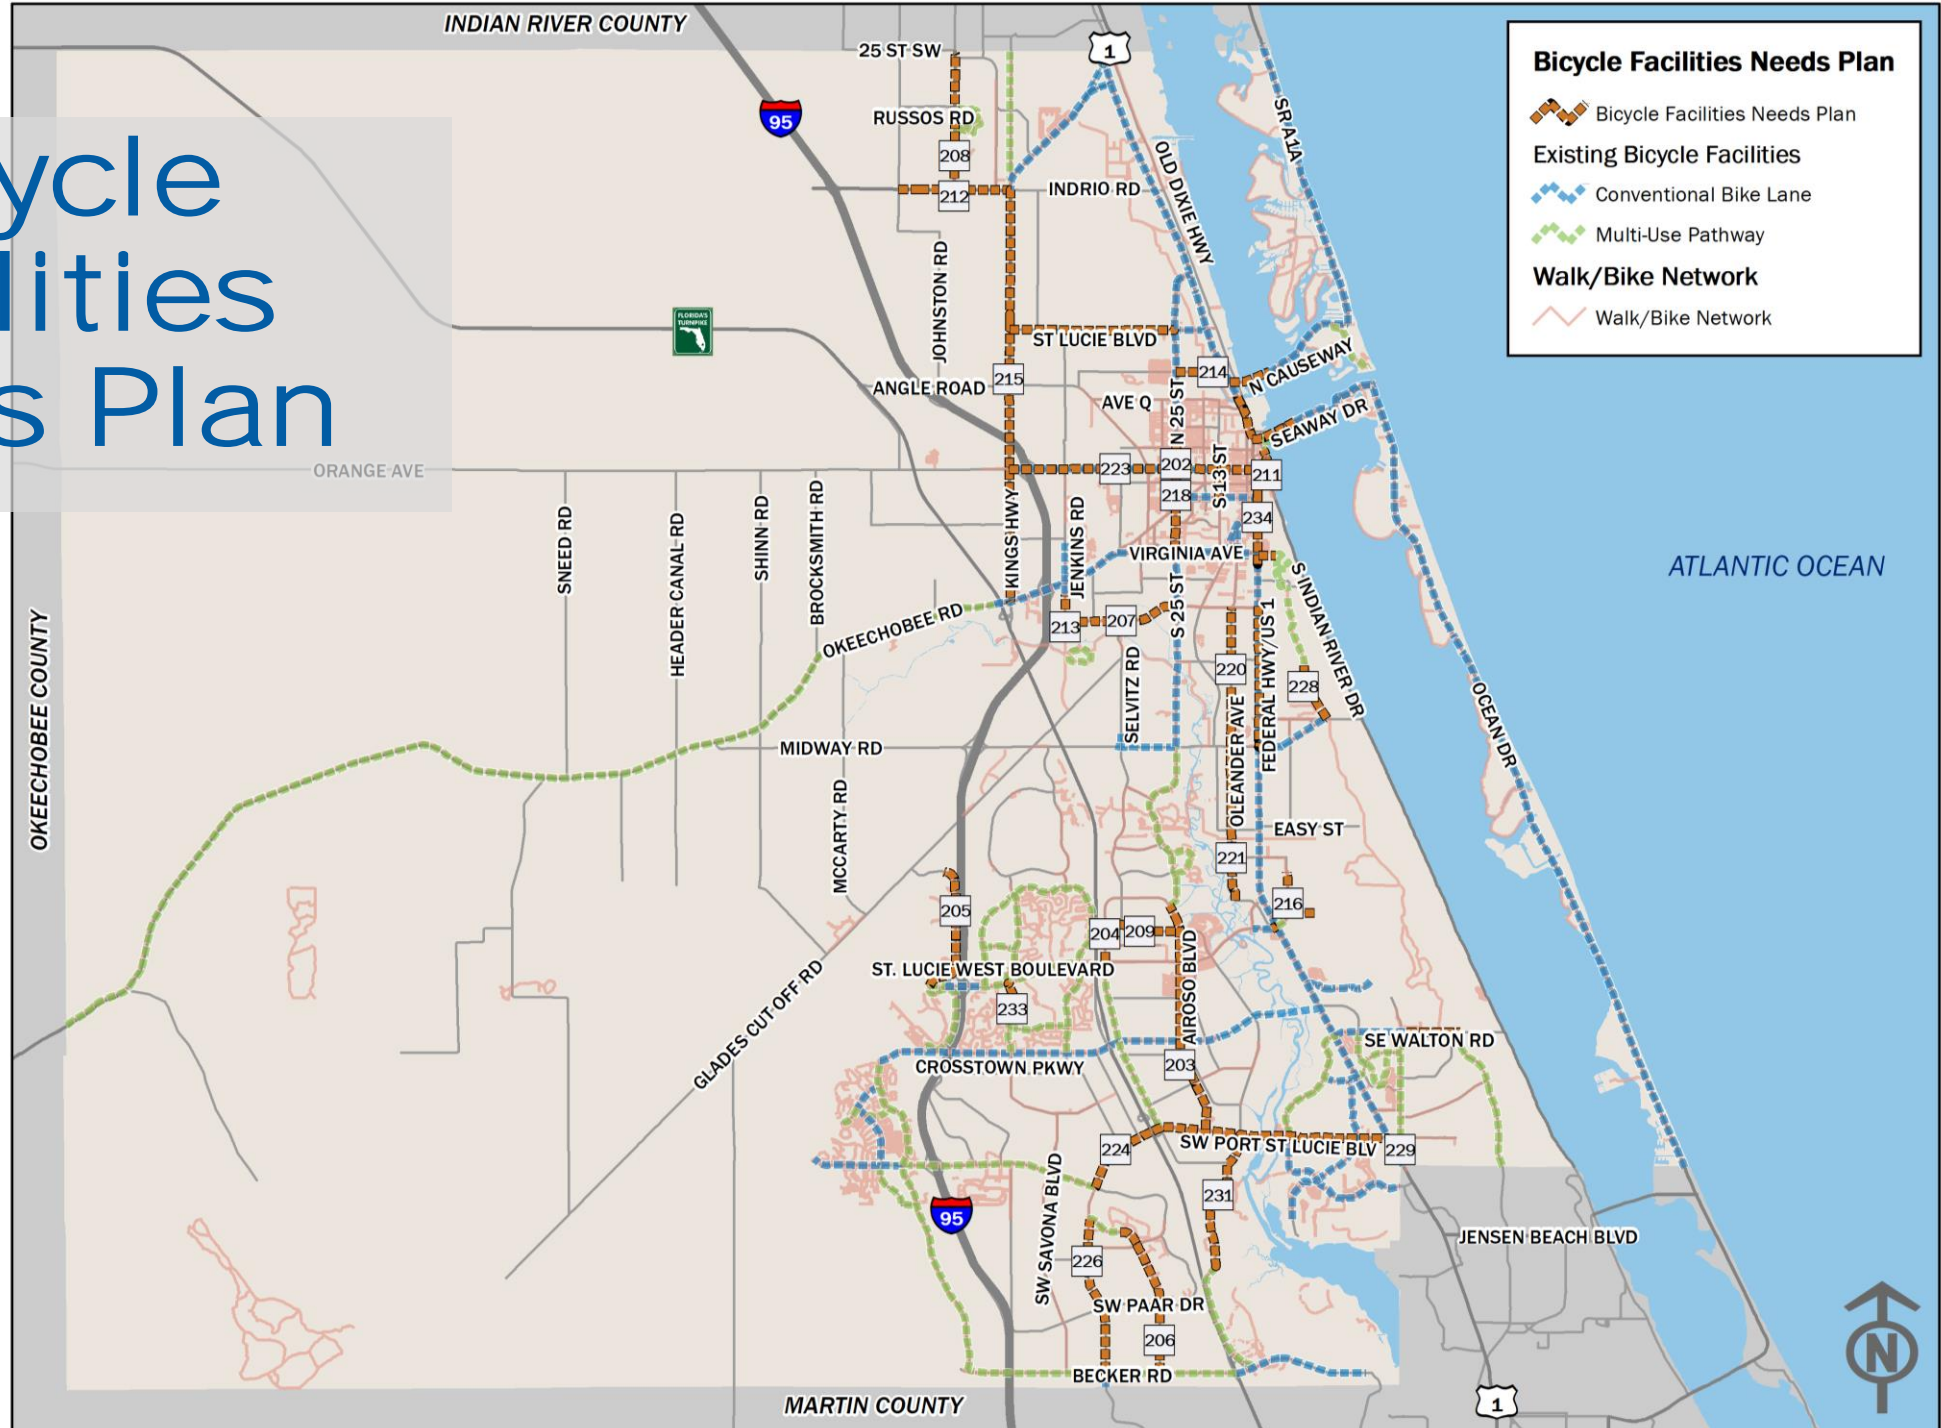 ycle
lities
s Plan
INDIAN RIVER COUNTY
25 ST SW
1
95
RUSSOS RD
208
212
INDRIO RD
OLD DIXIE HWY
SR A1A
Bicycle Facilities Needs Plan
Bicycle Facilities Needs Plan
Existing Bicycle Facilities
Conventional Bike Lane
Multi-Use Pathway
Walk/Bike Network
Walk/Bike Network
FLORIDA'S
TURNPIKE
JOHNSTON RD
ST LUCIE BLVD
215
ANGLE ROAD
214
N CAUSEWAY
AVE Q
N 25 ST
SEAWAY DR
ORANGE AVE
223
202
S 13 ST
211
218
234
SNEED RD
HEADER CANAL RD
SHINN RD
BROCKSMITH RD
KINGS HWY
JENKINS RD
VIRGINIA AVE
ATLANTIC OCEAN
OKEECHOBEE RD
213
207
S 25 ST
S INDIAN RIVER DR
OKEECHOBEE COUNTY
SELVITZ RD
220
FEDERAL HWY/US 1
228
OCEAN DR
MIDWAY RD
OLEANDER AVE
MCCARTY RD
EASY ST
221
205
216
204
209
ST. LUCIE WEST BOULEVARD
AIROSO BLVD
233
GLADES CUT OFF RD
CROSSTOWN PKWY
SE WALTON RD
203
224
SW PORT ST LUCIE BLV
229
SW SAVONA BLVD
231
95
226
JENSEN BEACH BLVD
SW PAAR DR
206
BECKER RD
MARTIN COUNTY
1
N